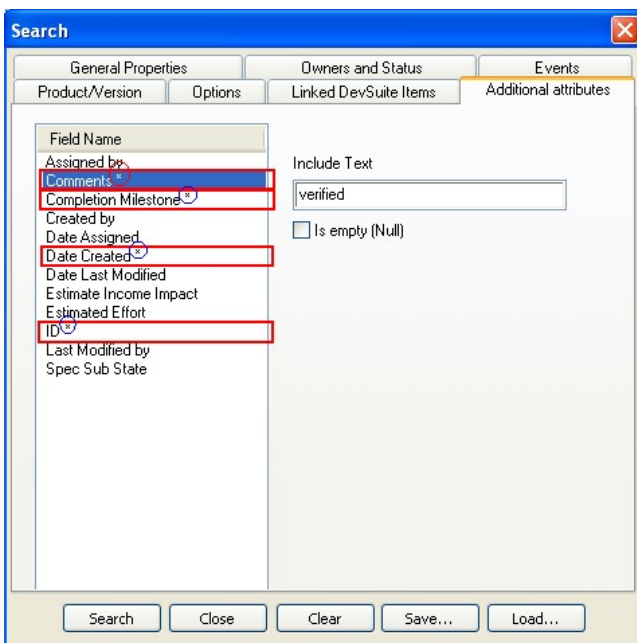 Search
General Properties
Owners and Status
Events
Product/Version
Options
Linked DevSuite Items
Additional attributes
Field Name
Assigned by
Comments
Completion Milestone
Created by
Date Assigned
Date Created
Date Last Modified
Estimate Income Impact
Estimated Effort
ID
Last Modified by
Spec Sub State
Include Text
verified
Is empty (Null)
Search
Close
Clear
Save...
Load...